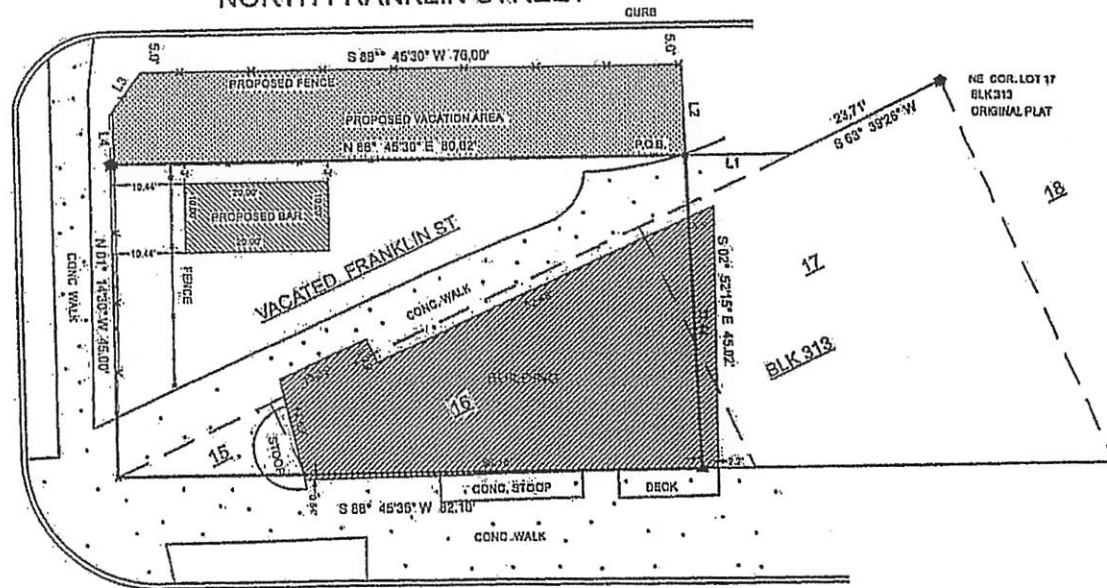 NORTH FRANKLIN STREET
CURB
5.0'
S 88° 45'30" W 76,00'
5.0'
L3
PROPOSED FENCE
NE COR. LOT 17
BLK 313
ORIGINAL PLAT
L2
PROPOSED VACATION AREA
23,71'
S 63° 39'26" W
L4
N 88° 45'30" E 80,02'
P.O.B.
L1
18
10.44'
20,00'
10,00'
10,00'
PROPOSED BAR
20.00'
10.44'
CONC WALK
N 01° 14'30" W 45,00'
FENCE
VACATED FRANKLIN ST
CONC. WALK
S 02° 52'15" E 45,02'
17
BLK 313
BUILDING
16
15
STOOP
2.2'
CONC, STOOP
DECK
S 88° 45'35" W 82,10'
CONC .WALK